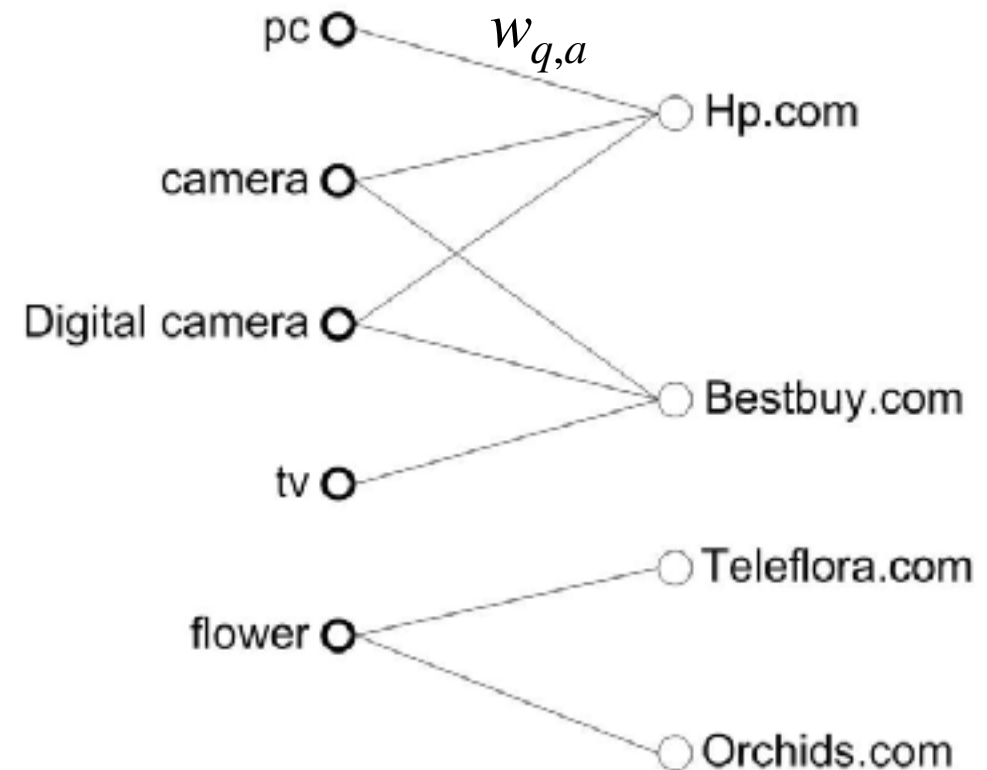 pc
w_{q,a}
Hp.com
camera
Digital camera
Bestbuy.com
tv
Teleflora.com
flower
Orchids.com